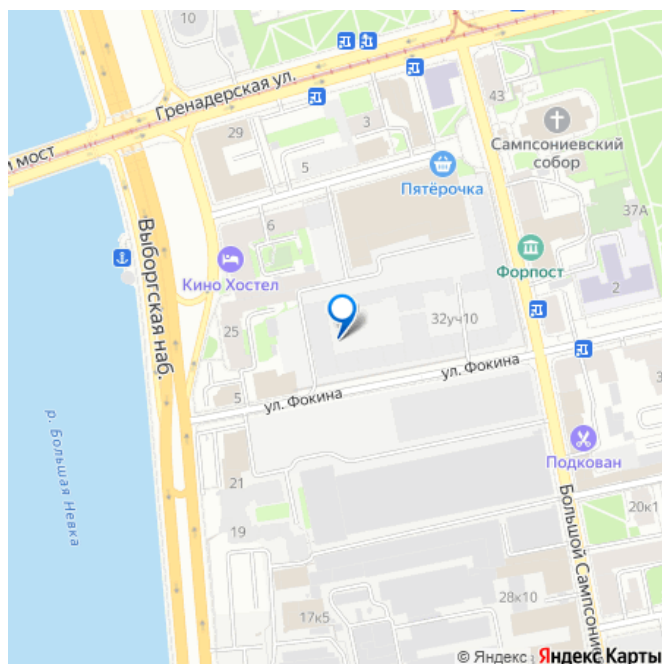 10
Гренадерская ул.
43
29
3
Сампсониевский
собор
й мост
5
Пятёрочка
37А
6
Форпост
Кино Хостел
2
Выборгская наб.
32уч10
25
ул. Фокина
ул. Фокина
5
Подкован
р. Большая Невка
21
19
Большой Сампсоние
20к1
28к10
17к5
© Яндекс Яндекс Карты